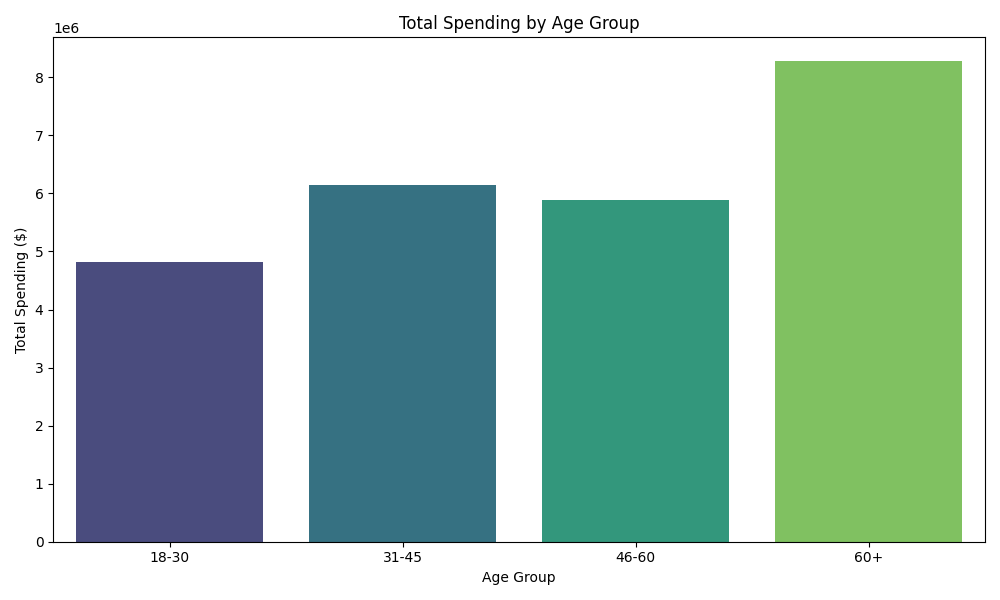 Total Spending by Age Group
1e6
Total Spending ($)
8
7
6
5
4
3
2
1
0
18-30 31-45 46-60 60+
Age Group